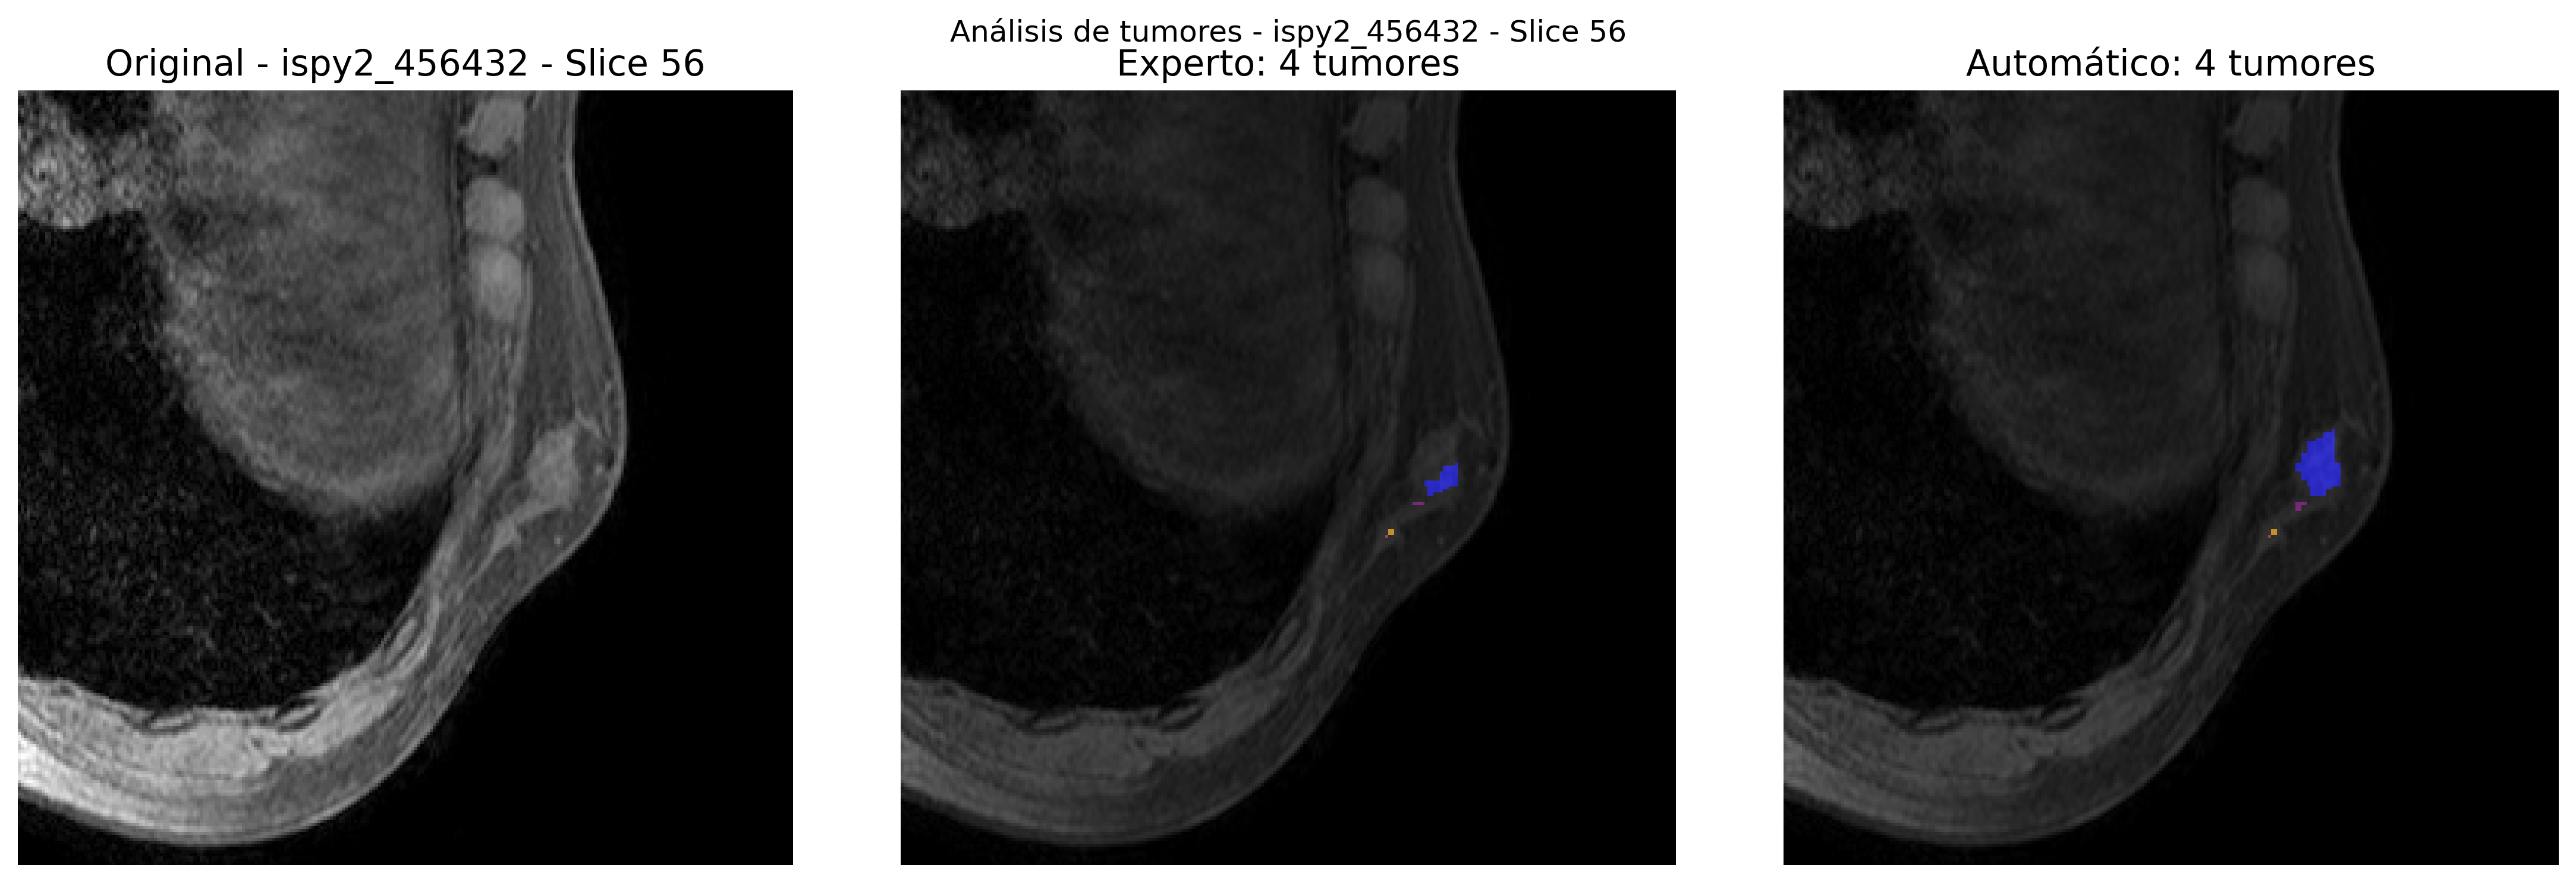 Análisis de tumores - ispy2_456432 - Slice 56
Original - ispy2_456432 - Slice 56
Experto: 4 tumores
Automático: 4 tumores